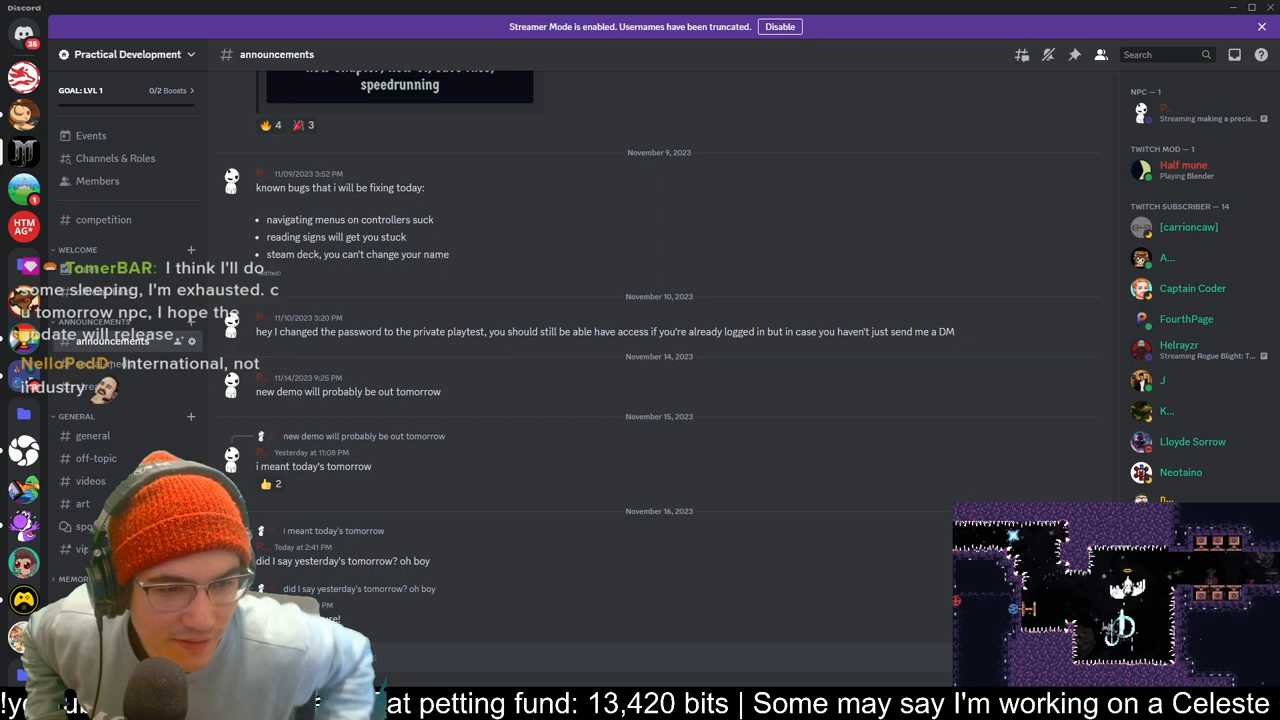 Discord
Streamer Mode is enabled. Usernames have been truncated.
Disable
35
Practical Development
# announcements
Search
GOAL: LVL 1
0/2 Boosts
Events
Channels & Roles
Members
# competition
WELCOME
ANNOUNCEMENTS
announcements
GENERAL
# general
# off-topic
# videos
# art
1
HTM
AG*
speedrunning
4
3
November 9, 2023
P...
11/09/2023 3:52 PM
known bugs that i will be fixing today:
• navigating menus on controllers suck
• reading signs will get you stuck
• steam deck, you can't change your name
(edited)
November 10, 2023
11/10/2023 3:20 PM
hey I changed the password to the private playtest, you should still be able have access if you're already logged in but in case you haven't just send me a DM
November 14, 2023
11/14/2023 9:25 PM
new demo will probably be out tomorrow
November 15, 2023
new demo will probably be out tomorrow
Yesterday at 11:08 PM
i meant today's tomorrow
2
November 16, 2023
i meant today's tomorrow
Today at 2:41 PM
did I say yesterday's tomorrow? oh boy
did I say yesterday's tomorrow? oh boy
TomerBAR: I think I'll do
some sleeping, I'm exhausted. c
u tomorrow npc, I hope the
update will release
NelloPedD: International, not
industry
NPC — 1
P...
Streaming making a precis...
TWITCH MOD — 1
Half mune
Playing Blender
TWITCH SUBSCRIBER — 14
[carrioncaw]
A...
Captain Coder
FourthPage
Helrayzr
Streaming Rogue Blight: T...
J
K...
Lloyde Sorrow
Neotaino
at petting fund: 13,420 bits | Some may say I'm working on a Celeste